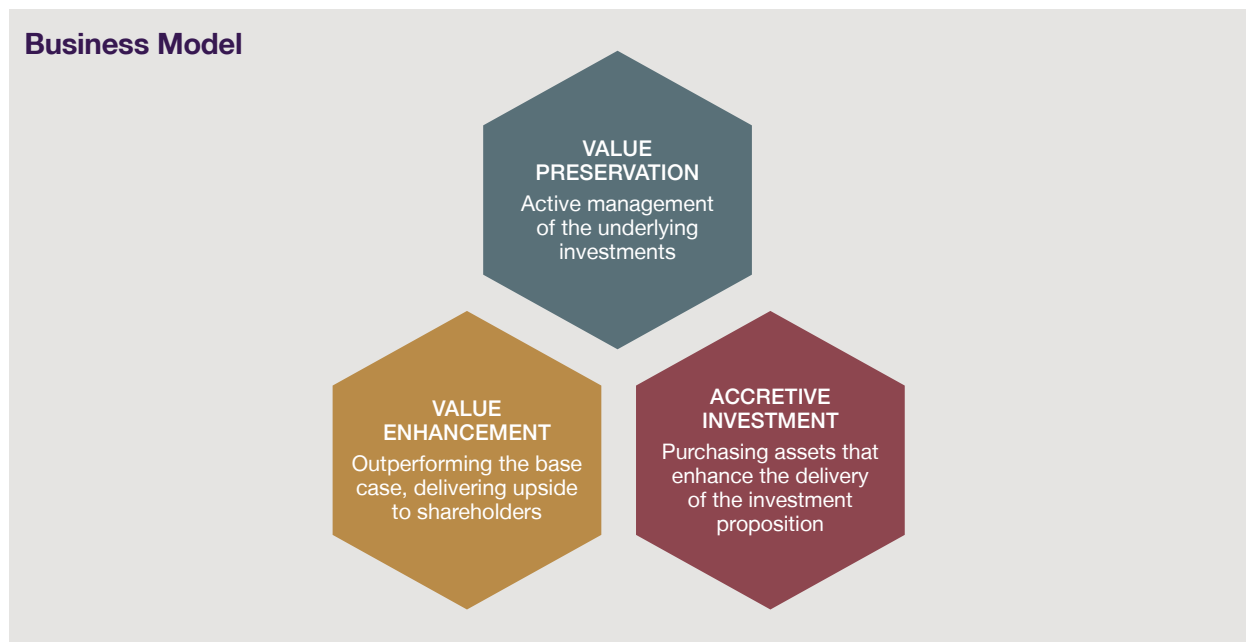 Business Model
VALUE
PRESERVATION
Active management
of the underlying
investments
VALUE
ENHANCEMENT
Outperforming the base
case, delivering upside
to shareholders
ACCRETIVE
INVESTMENT
Purchasing assets that
enhance the delivery
of the investment
proposition